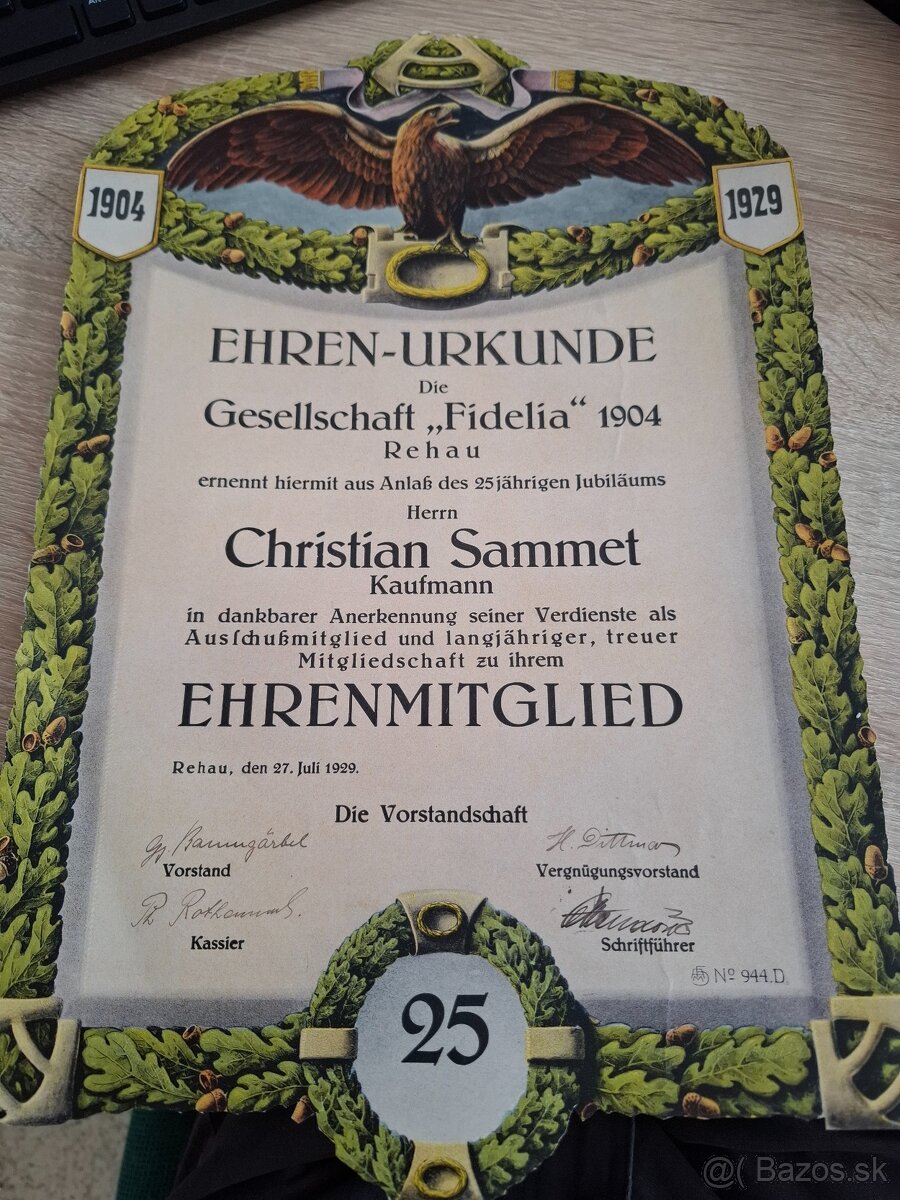 1904
1929
EHREN-URKUNDE
Die
Gesellschaft „Fidelia“ 1904
Rehau
ernennt hiermit aus Anlaß des 25jährigen Jubiläums
Herrn
Christian Sammet
Kaufmann
in dankbarer Anerkennung seiner Verdienste als
Ausſchußmitglied und langjähriger, treuer
Mitgliedschaft zu ihrem
EHRENMITGLIED
Rehau, den 27. Juli 1929.
Die Vorstandschaft
Baumgärbel
H. Dittmar
Vorstand
Vergnügungsvorstand
Kassier
Schriftführer
Nº 944.D.
25
@( Bazos.sk